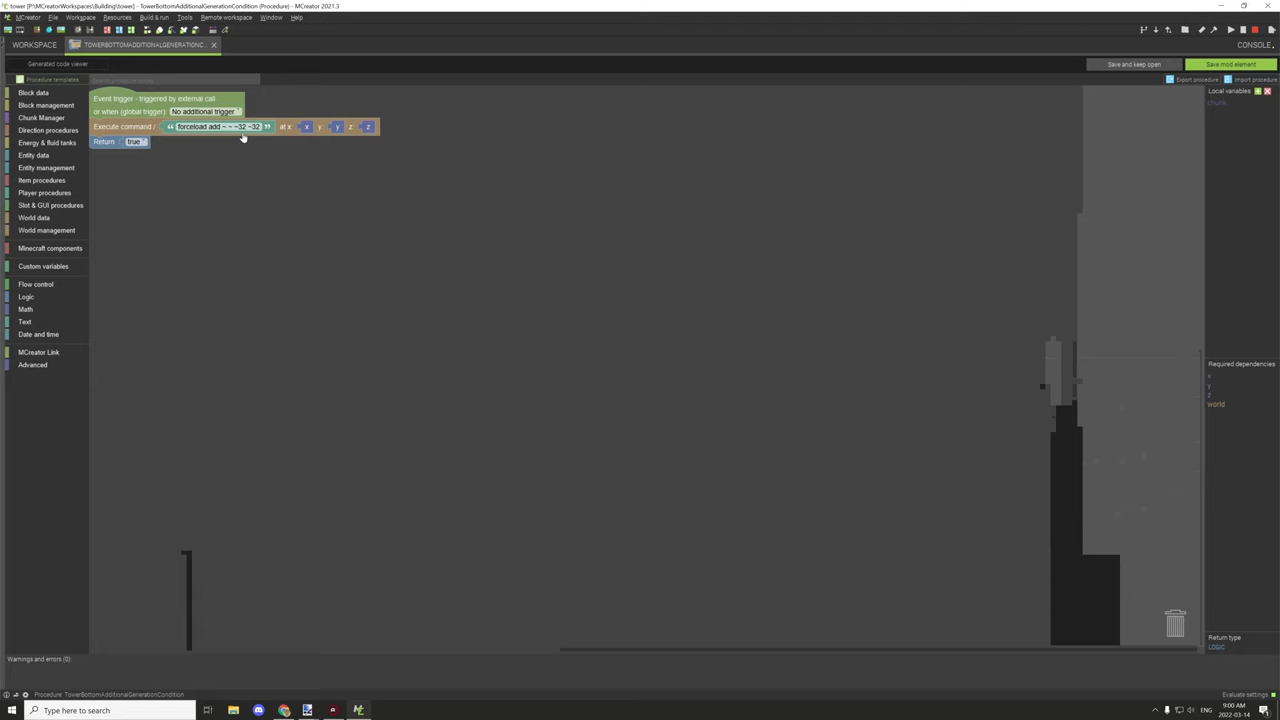 tower [P:\MCreatorWorkspaces\Building\tower] - TowerBottomAdditionalGenerationCondition (Procedure) - MCreator 2021.3
MCreator File Workspace Resources Build & run Tools Remote workspace Window Help
WORKSPACE TOWERBOTTOMADDITIONALGENERATIONC... CONSOLE
Generated code viewer Save and keep open Save mod element
Procedure templates Export procedure Import procedure
Block data
Block management
Chunk Manager
Direction procedures
Energy & fluid tanks
Entity data
Entity management
Item procedures
Player procedures
Slot & GUI procedures
World data
World management
Minecraft components
Custom variables
Flow control
Logic
Math
Text
Date and time
MCreator Link
Advanced
Event trigger - triggered by external call
or when (global trigger): No additional trigger
Execute command / “ forceload add ~ ~ ~32 ~32 ” at x: x y: y z: z
Return true
Local variables
chunk
Required dependencies
x
y
z
world
Return type
LOGIC
Warnings and errors (0):
Procedure: TowerBottomAdditionalGenerationCondition Evaluate settings
Type here to search ENG 9:00 AM
2022-03-14